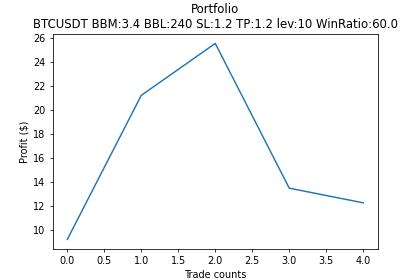 Portfolio
BTCUSDT BBM:3.4 BBL:240 SL:1.2 TP:1.2 lev:10 WinRatio:60.0
26
24
22
20
18
16
14
12
10
Profit ($)
0.0 0.5 1.0 1.5 2.0 2.5 3.0 3.5 4.0
Trade counts